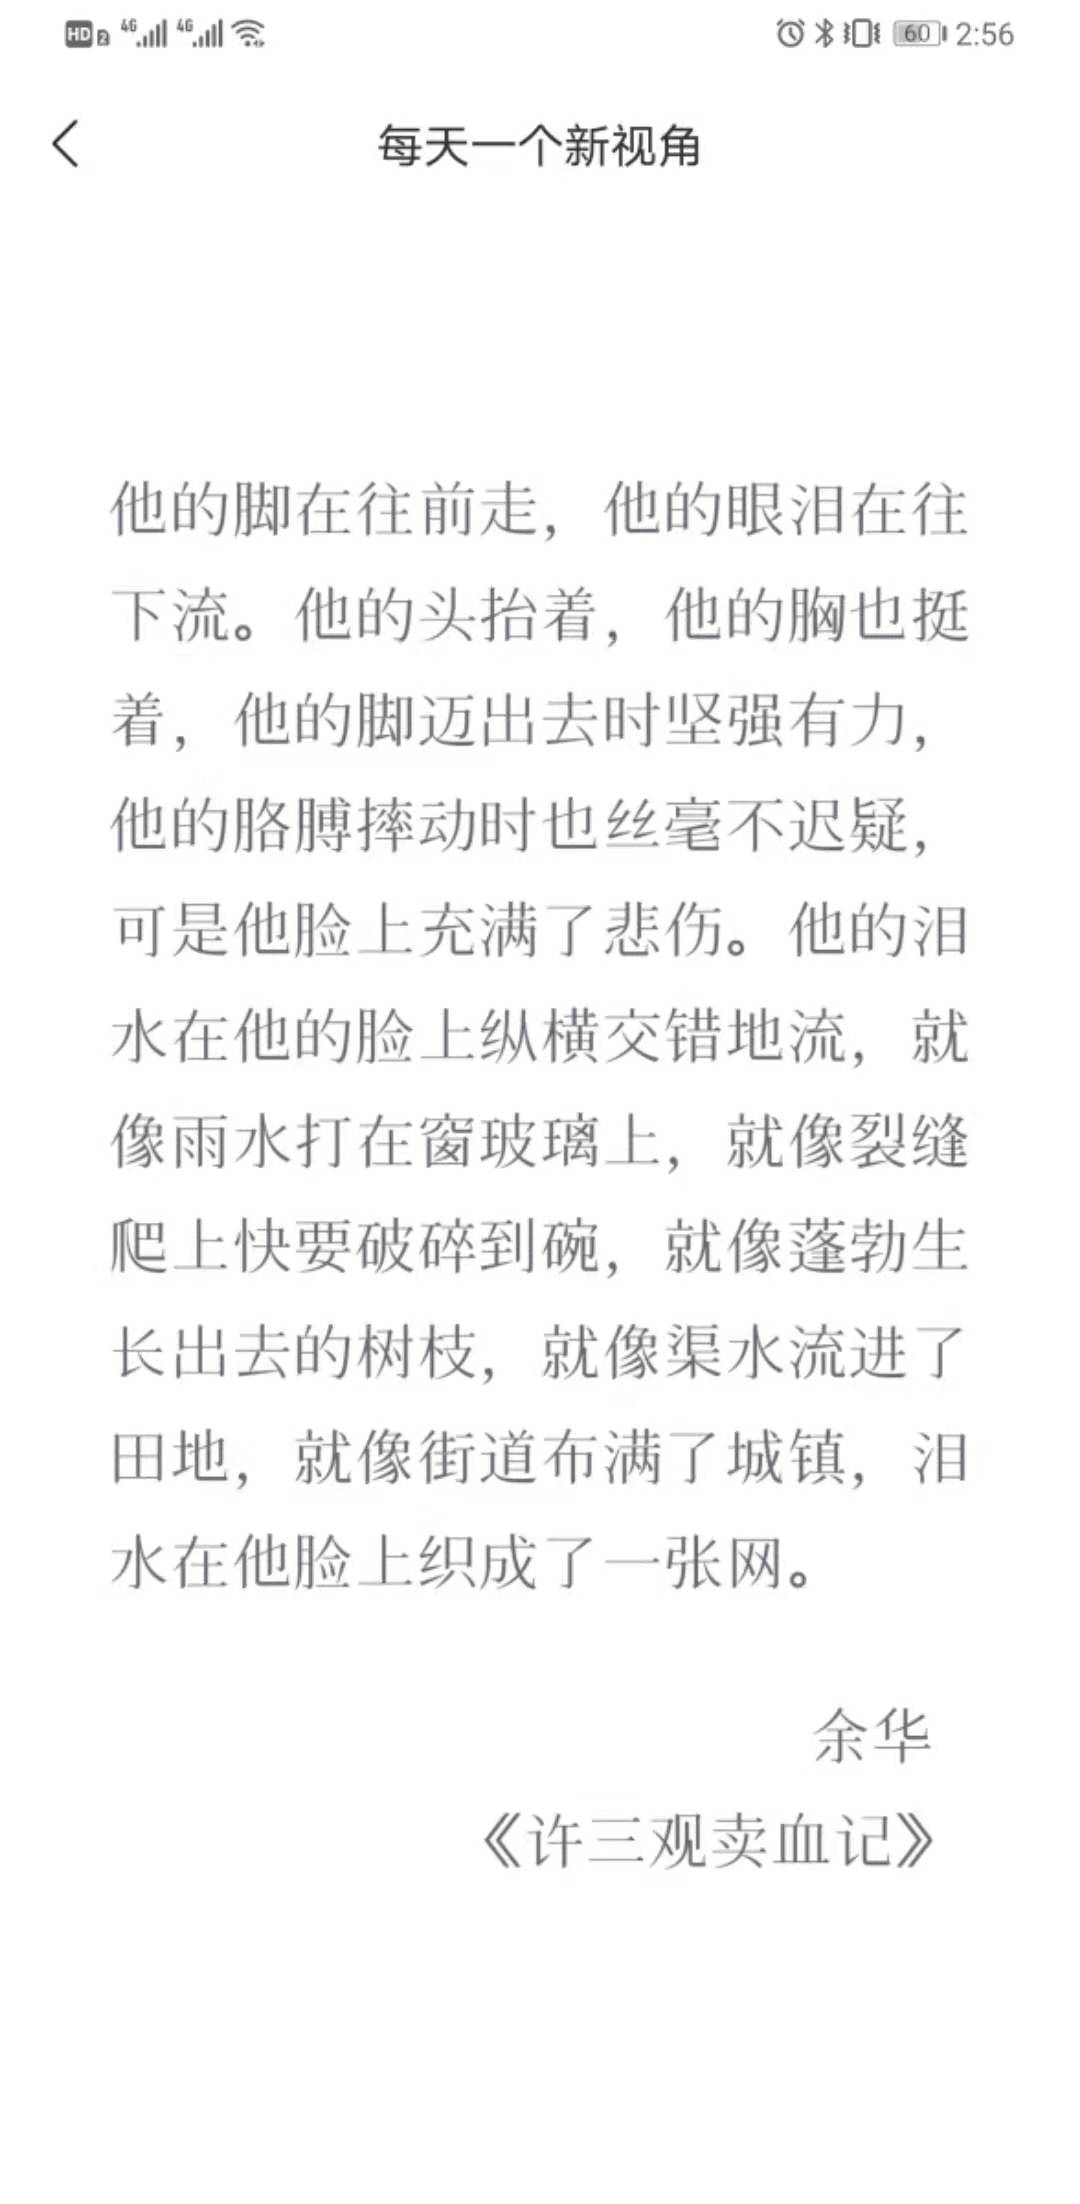 HD 2 4G 4G 60 2:56
每天一个新视角
他的脚在往前走，他的眼泪在往
下流。他的头抬着，他的胸也挺
着，他的脚迈出去时坚强有力，
他的胳膊摔动时也丝毫不迟疑，
可是他脸上充满了悲伤。他的泪
水在他的脸上纵横交错地流，就
像雨水打在窗玻璃上，就像裂缝
爬上快要破碎到碗，就像蓬勃生
长出去的树枝，就像渠水流进了
田地，就像街道布满了城镇，泪
水在他脸上织成了一张网。
余华
《许三观卖血记》